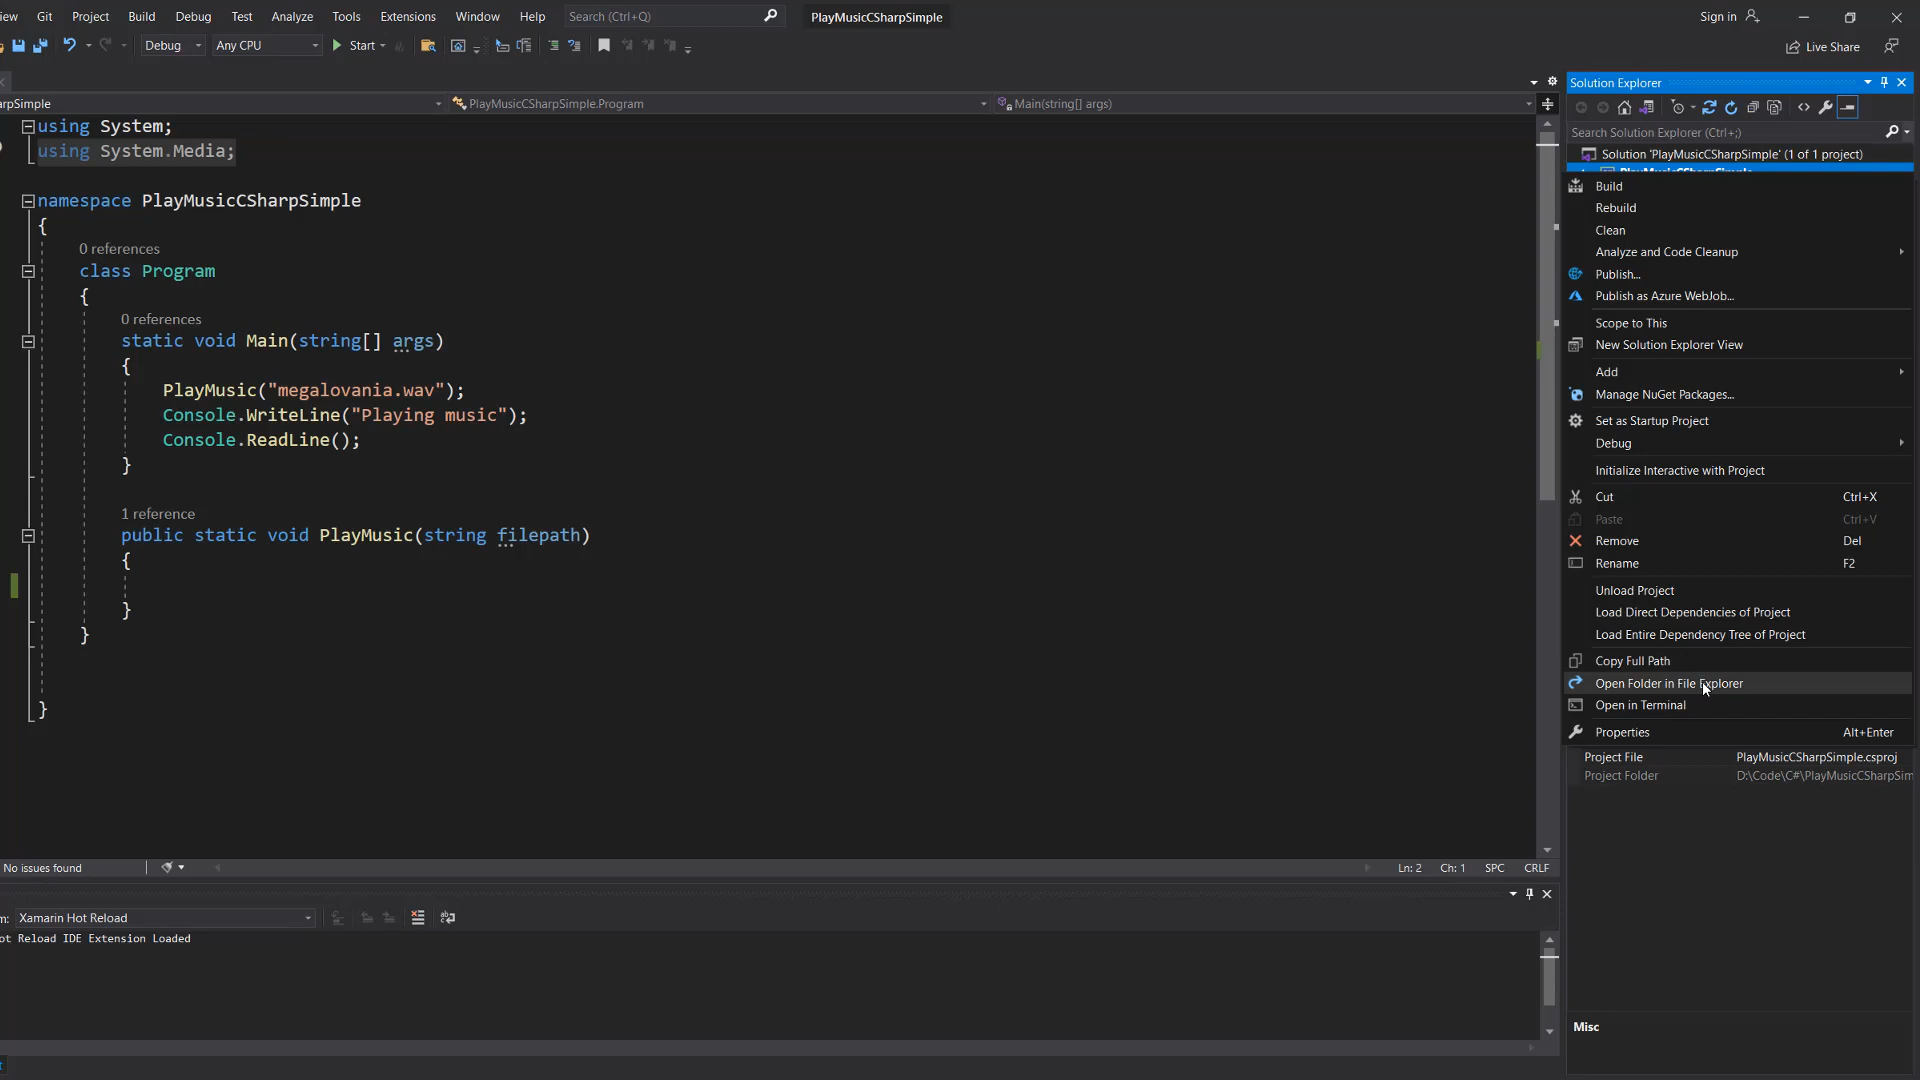 iew Git Project Build Debug Test Analyze Tools Extensions Window Help Search (Ctrl+Q) PlayMusicCSharpSimple Sign in
Debug Any CPU Start Live Share
Solution Explorer
arpSimple PlayMusicCSharpSimple.Program Main(string[] args)
Search Solution Explorer (Ctrl+;)
Solution 'PlayMusicCSharpSimple' (1 of 1 project)
PlayMusicCSharpSimple
using System;
using System.Media;
namespace PlayMusicCSharpSimple
{
0 references
class Program
{
0 references
static void Main(string[] args)
{
PlayMusic("megalovania.wav");
Console.WriteLine("Playing music");
Console.ReadLine();
}
1 reference
public static void PlayMusic(string filepath)
{
}
}
}
Build
Rebuild
Clean
Analyze and Code Cleanup
Publish...
Publish as Azure WebJob...
Scope to This
New Solution Explorer View
Add
Manage NuGet Packages...
Set as Startup Project
Debug
Initialize Interactive with Project
Cut Ctrl+X
Paste Ctrl+V
Remove Del
Rename F2
Unload Project
Load Direct Dependencies of Project
Load Entire Dependency Tree of Project
Copy Full Path
Open Folder in File Explorer
Open in Terminal
Properties Alt+Enter
Project File PlayMusicCSharpSimple.csproj
Project Folder D:\Code\C#\PlayMusicCSharpSim
No issues found Ln: 2 Ch: 1 SPC CRLF
m: Xamarin Hot Reload
ot Reload IDE Extension Loaded
Misc
t